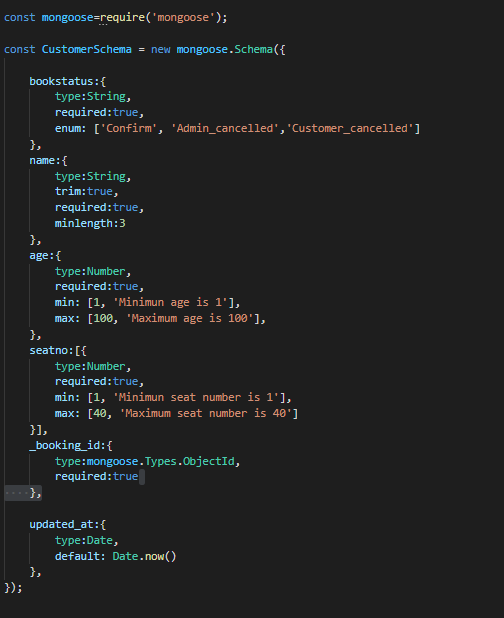 const mongoose=require('mongoose');

const CustomerSchema = new mongoose.Schema({

    bookstatus:{
        type:String,
        required:true,
        enum: ['Confirm', 'Admin_cancelled','Customer_cancelled']
    },
    name:{
        type:String,
        trim:true,
        required:true,
        minlength:3
    },
    age:{
        type:Number,
        required:true,
        min: [1, 'Minimun age is 1'],
        max: [100, 'Maximum age is 100'],
    },
    seatno:[{
        type:Number,
        required:true,
        min: [1, 'Minimun seat number is 1'],
        max: [40, 'Maximum seat number is 40']
    }],
    _booking_id:{
        type:mongoose.Types.ObjectId,
        required:true
    },

    updated_at:{
        type:Date,
        default: Date.now()
    },
});